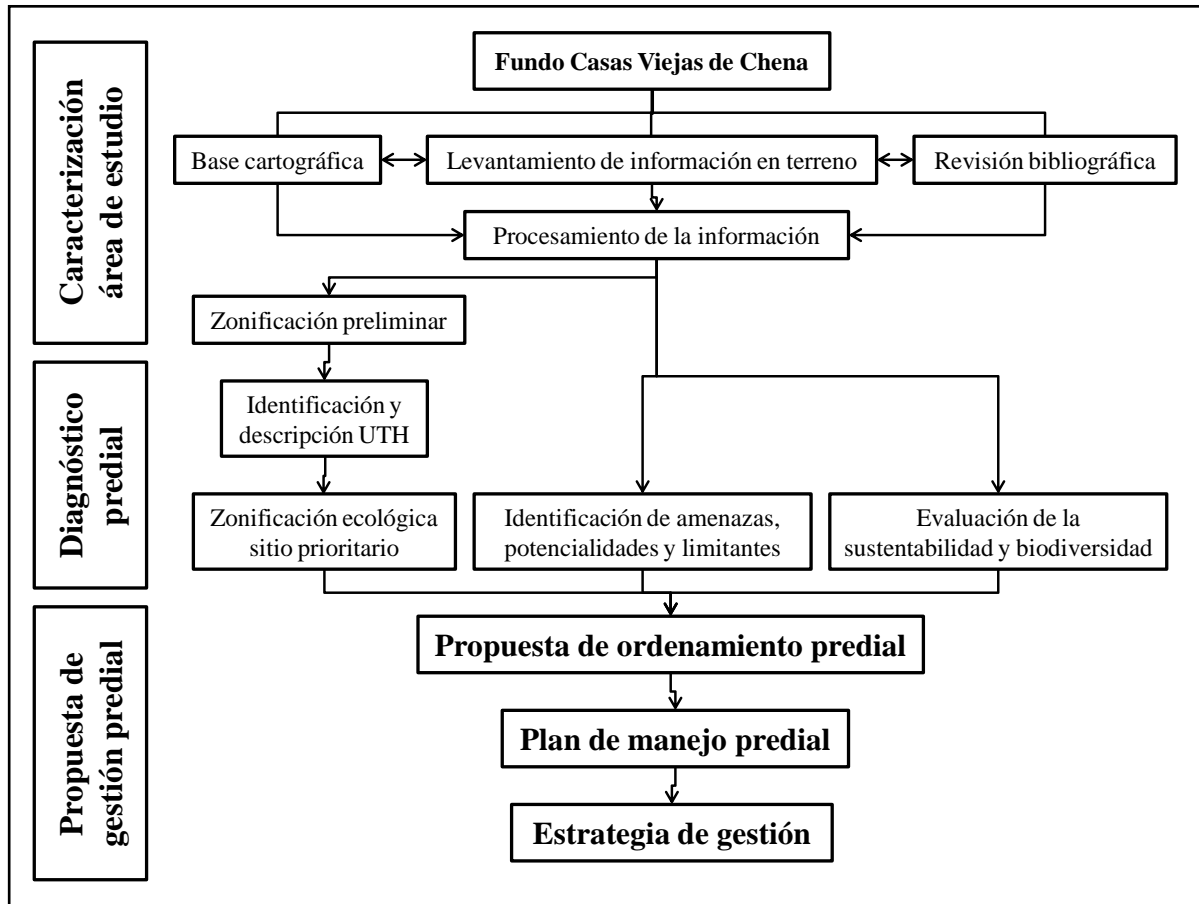 Caracterización
área de estudio
Fundo Casas Viejas de Chena
Base cartográfica
Levantamiento de información en terreno
Revisión bibliográfica
Procesamiento de la información
Zonificación preliminar
Diagnóstico
predial
Identificación y
descripción UTH
Zonificación ecológica
sitio prioritario
Identificación de amenazas,
potencialidades y limitantes
Evaluación de la
sustentabilidad y biodiversidad
Propuesta de
gestión predial
Propuesta de ordenamiento predial
Plan de manejo predial
Estrategia de gestión